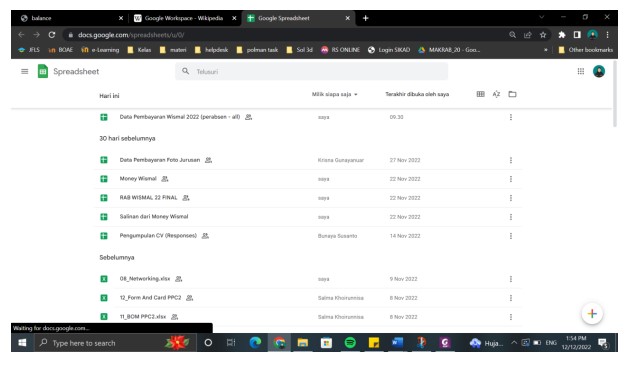 balance
Google Workspace - Wikipedia
Google Spreadsheet
docs.google.com/spreadsheets/u/0/
JFLS
BOAE
e-Learning
Kelas
materi
helpdesk
polman task
Sol 3d
RS ONLINE
Login SIKAD
MAKRAB_20 - Goo...
Other bookmarks
Spreadsheet
Telusuri
Hari ini Milik siapa saja Terakhir dibuka oleh saya
Data Pembayaran Wismal 2022 (perabsen - all) saya 09.30
30 hari sebelumnya
Data Pembayaran Foto Jurusan Krisna Gunayanuar 27 Nov 2022
Money Wismal saya 22 Nov 2022
RAB WISMAL 22 FINAL saya 22 Nov 2022
Salinan dari Money Wismal saya 22 Nov 2022
Pengumpulan CV (Responses) Bunaya Susanto 14 Nov 2022
Sebelumnya
08_Networking.xlsx saya 9 Nov 2022
12_Form And Card PPC2 Salma Khoirunnisa 8 Nov 2022
11_BOM PPC2.xlsx Salma Khoirunnisa 8 Nov 2022
Waiting for docs.google.com...
Type here to search
Huja...
ENG
1:54 PM
12/12/2022